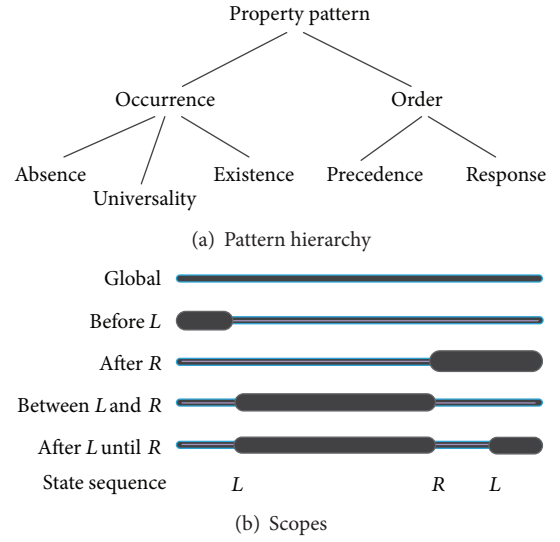 Property pattern
Occurrence Order
Absence Existence Precedence Response
Universality
(a) Pattern hierarchy
Global
Before L
After R
Between L and R
After L until R
State sequence L R L
(b) Scopes